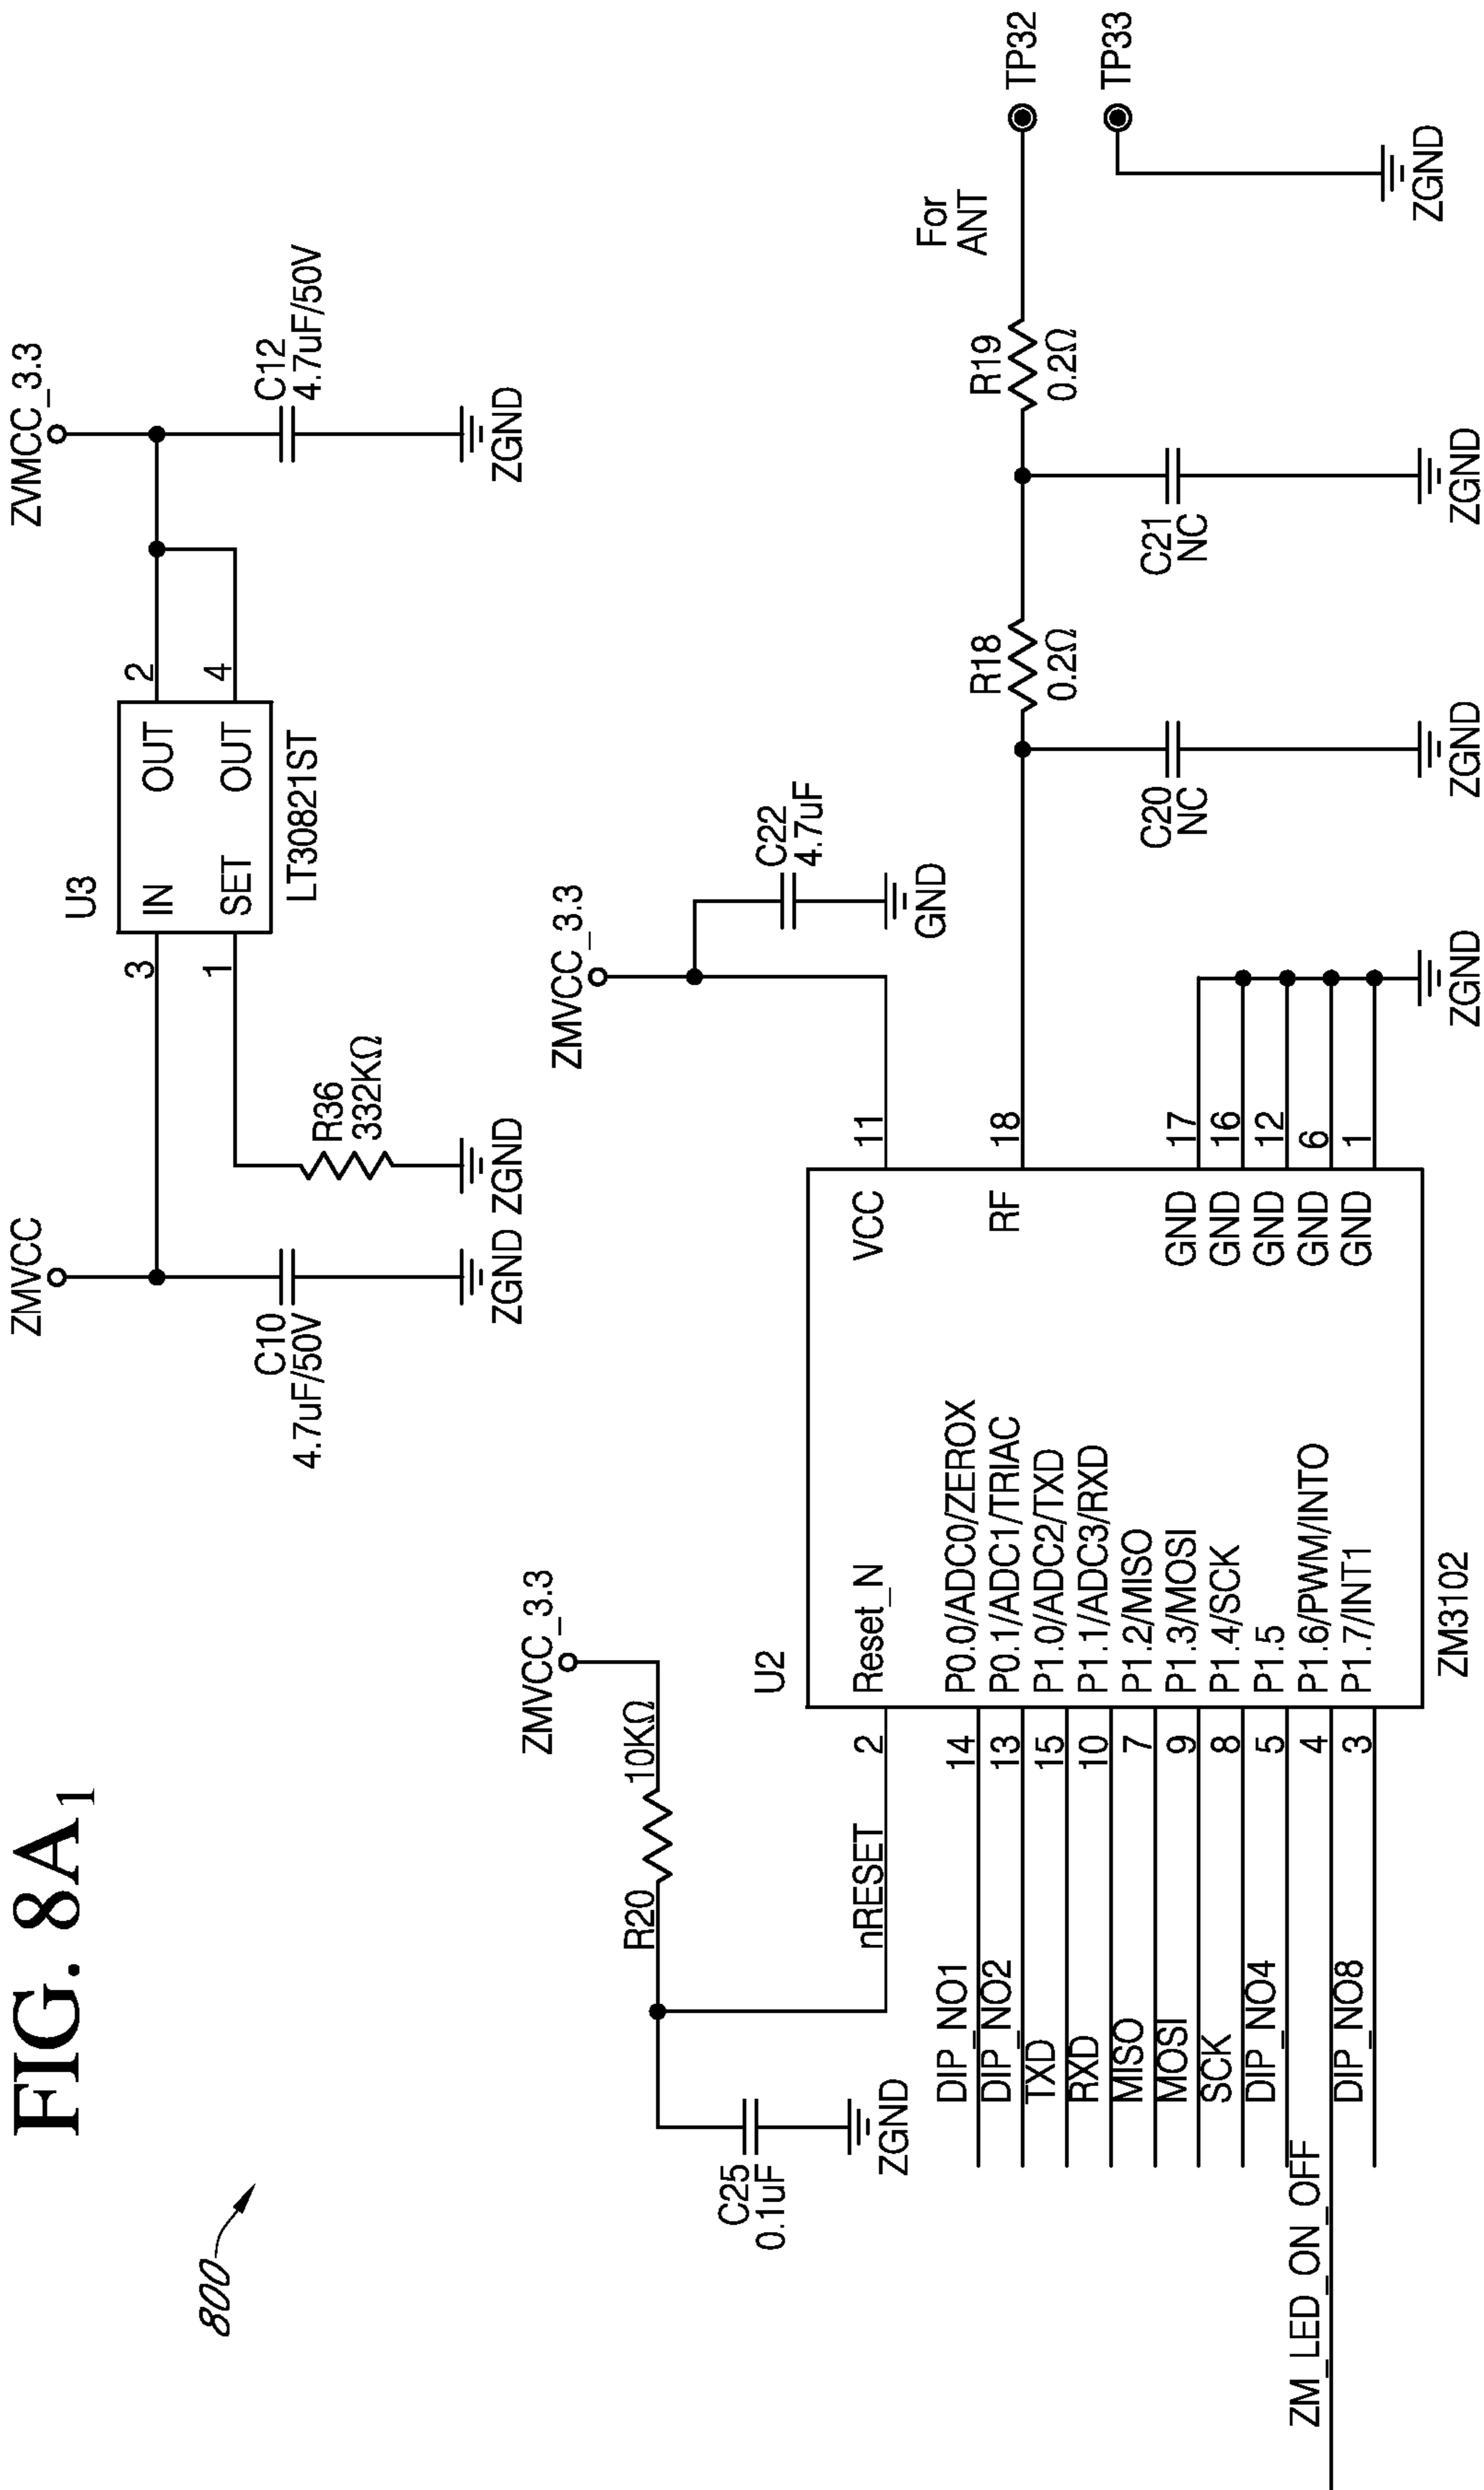 FIG. 8A1
800
ZMVCC
C10
4.7uF/50V
ZGND
R36
332KΩ
ZGND
U3
3
1
IN OUT
SET OUT
2
4
LT30821ST
ZVMCC_3.3
C12
4.7uF/50V
ZGND
ZMVCC_3.3
R20
10KΩ
C25
0.1uF
ZGND
nRESET
U2
2
Reset_N
DIP_NO1
14
P0.0/ADC0/ZEROX
DIP_NO2
13
P0.1/ADC1/TRIAC
TXD
15
P1.0/ADC2/TXD
RXD
10
P1.1/ADC3/RXD
MISO
7
P1.2/MISO
MOSI
9
P1.3/MOSI
SCK
8
P1.4/SCK
DIP_NO4
5
P1.5
ZM_LED_ON_OFF
4
P1.6/PWM/INTO
DIP_NO8
3
P1.7/INT1
ZM3102
VCC
11
RF
18
GND
17
GND
16
GND
12
GND
6
GND
1
ZMVCC_3.3
C22
4.7uF
GND
ZGND
C20
NC
ZGND
R18
0.2Ω
C21
NC
ZGND
R19
0.2Ω
For
ANT
TP32
TP33
ZGND